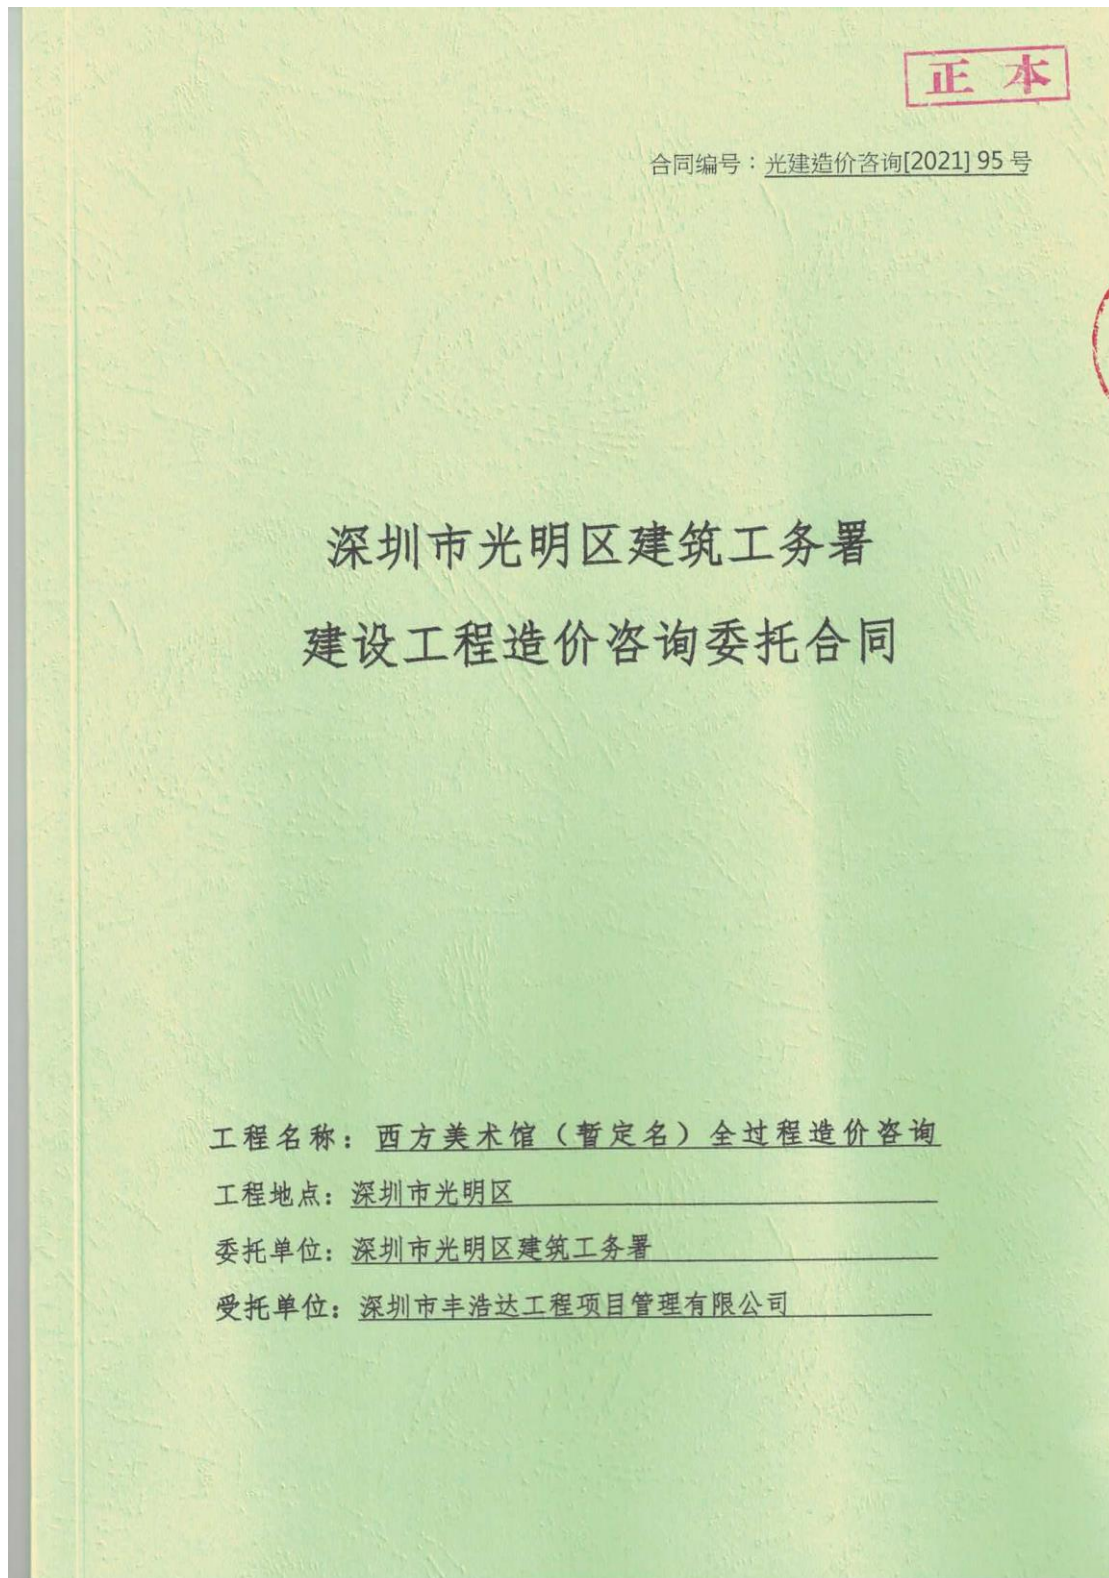 正本
合同编号：光建造价咨询[2021] 95 号
深圳市光明区建筑工务署
建设工程造价咨询委托合同
工程名称：西方美术馆（暂定名）全过程造价咨询
工程地点：深圳市光明区
委托单位：深圳市光明区建筑工务署
受托单位：深圳市丰浩达工程项目管理有限公司